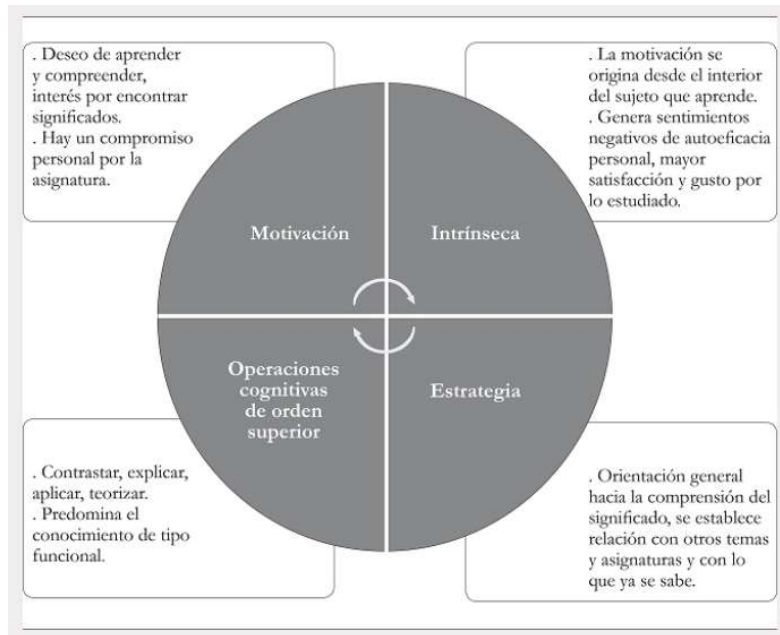 . Deseo de aprender
y compreender,
interés por encontrar
significados.
. Hay un compromiso
personal por la
asignatura.
. La motivación se
origina desde el interior
del sujeto que aprende.
. Genera sentimientos
negativos de autoeficacia
personal, mayor
satisfacción y gusto por
lo estudiado.
Motivación
Intrínseca
Operaciones
cognitivas
de orden
superior
Estrategia
. Contrastar, explicar,
aplicar, teorizar.
. Predomina el
conocimiento de tipo
funcional.
. Orientación general
hacia la comprensión del
significado, se establece
relación con otros temas
y asignaturas y con lo
que ya se sabe.